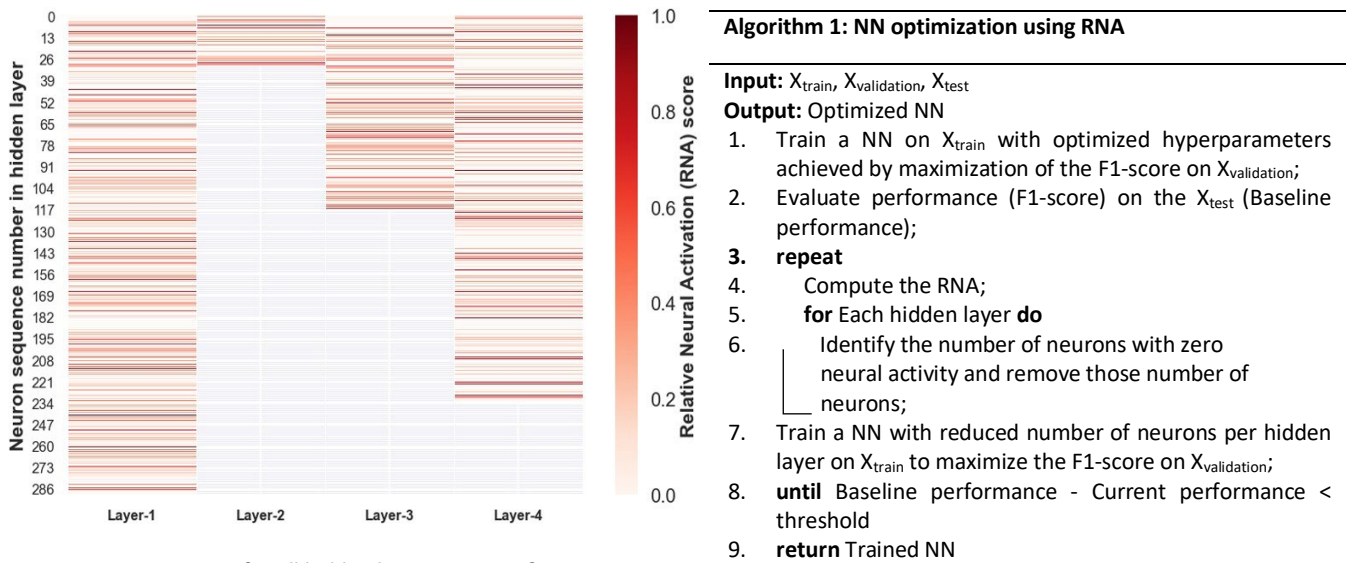 Neuron sequence number in hidden layer
0
13
26
39
52
65
78
91
104
117
130
143
156
169
182
195
208
221
234
247
260
273
286
Layer-1 Layer-2 Layer-3 Layer-4
1.0
0.8
0.6
0.4
0.2
0.0
Relative Neural Activation (RNA) score
Algorithm 1: NN optimization using RNA
Input: Xtrain, Xvalidation, Xtest
Output: Optimized NN
1. Train a NN on Xtrain with optimized hyperparameters
achieved by maximization of the F1-score on Xvalidation;
2. Evaluate performance (F1-score) on the Xtest (Baseline
performance);
3. repeat
4. Compute the RNA;
5. for Each hidden layer do
6. Identify the number of neurons with zero
neural activity and remove those number of
neurons;
7. Train a NN with reduced number of neurons per hidden
layer on Xtrain to maximize the F1-score on Xvalidation;
8. until Baseline performance - Current performance <
threshold
9. return Trained NN